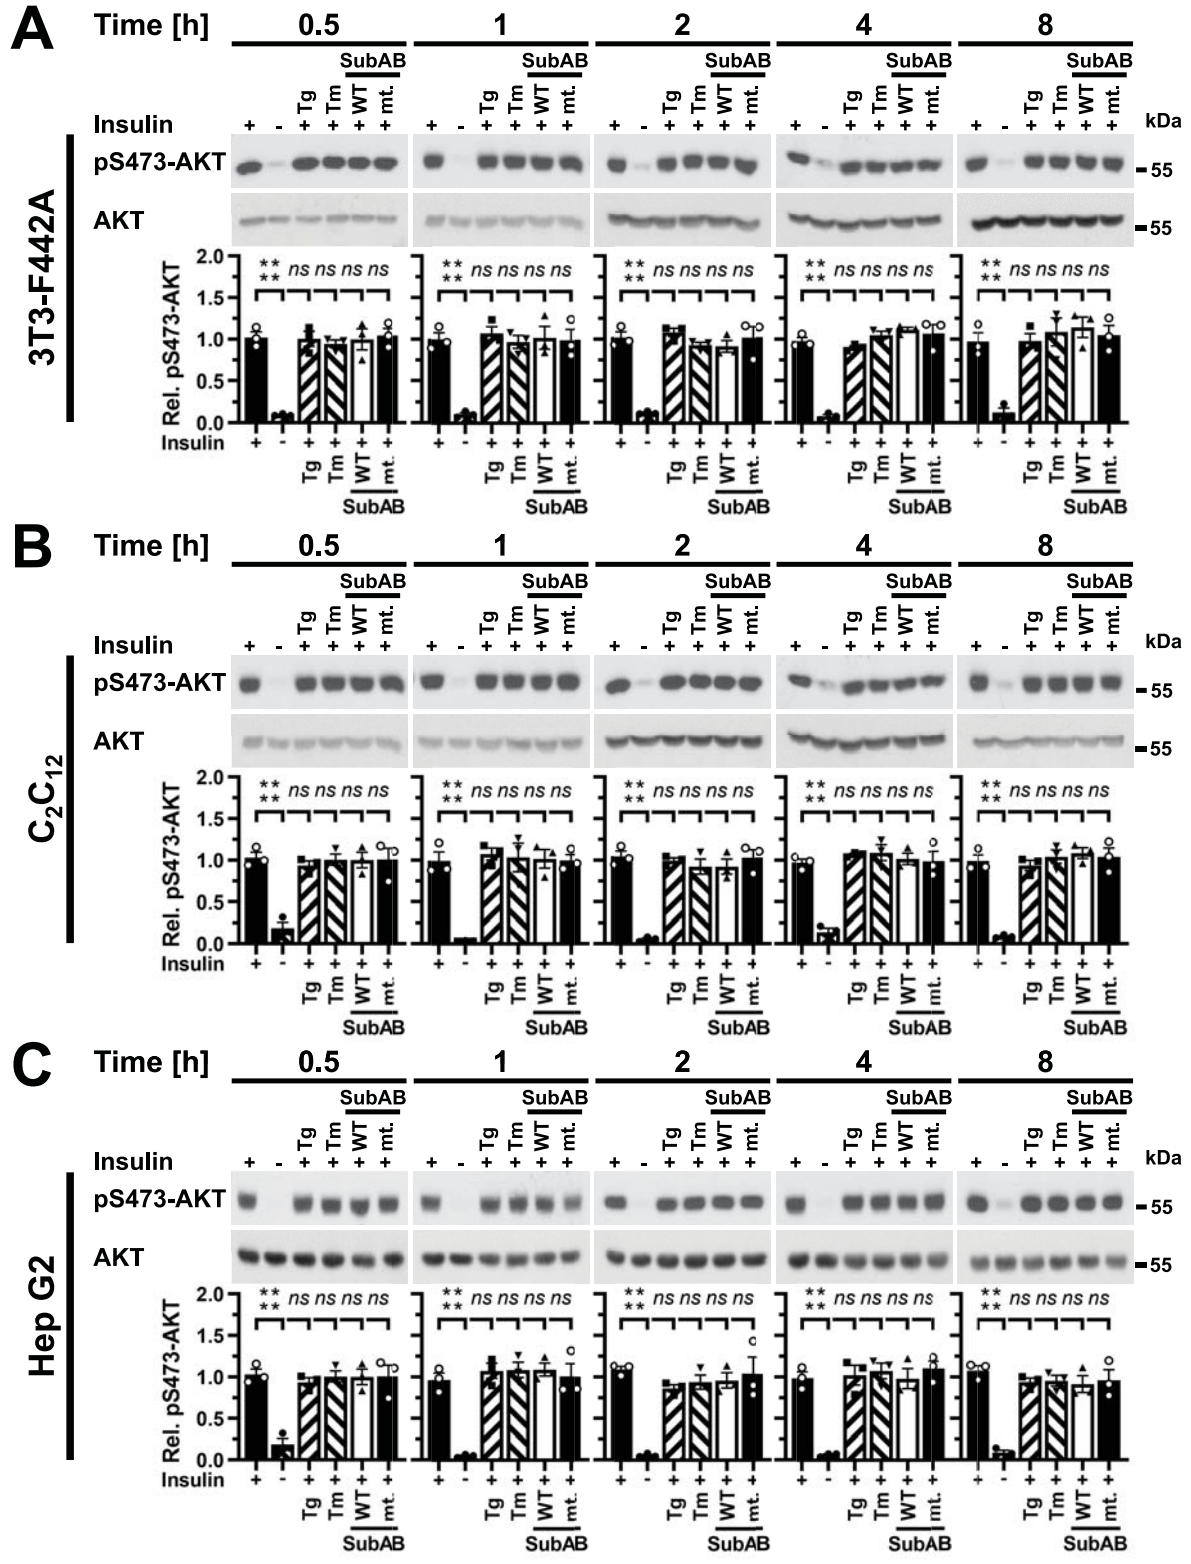 A Time [h] 0.5 1 2 4 8
SubAB SubAB SubAB SubAB SubAB
Tg Tm WT mt. Tg Tm WT mt. Tg Tm WT mt. Tg Tm WT mt. Tg Tm WT mt.
Insulin + - + + + + + - + + + + + - + + + + + - + + + + + - + + + + kDa
3T3-F442A
pS473-AKT 55
AKT 55
Rel. pS473-AKT
2.0 ** ** ns ns ns ns ** ** ns ns ns ns ** ** ns ns ns ns ** ** ns ns ns ns ** ** ns ns ns ns
1.5
1.0
0.5
0.0
Insulin + - + + + + + - + + + + + - + + + + + - + + + + + - + + + +
Tg Tm WT mt. Tg Tm WT mt. Tg Tm WT mt. Tg Tm WT mt. Tg Tm WT mt.
SubAB SubAB SubAB SubAB SubAB
B Time [h] 0.5 1 2 4 8
SubAB SubAB SubAB SubAB SubAB
Tg Tm WT mt. Tg Tm WT mt. Tg Tm WT mt. Tg Tm WT mt. Tg Tm WT mt.
Insulin + - + + + + + - + + + + + - + + + + + - + + + + + - + + + + kDa
C₂C₁₂
pS473-AKT 55
AKT 55
Rel. pS473-AKT
2.0 ** ** ns ns ns ns ** ** ns ns ns ns ** ** ns ns ns ns ** ** ns ns ns ns ** ** ns ns ns ns
1.5
1.0
0.5
0.0
Insulin + - + + + + + - + + + + + - + + + + + - + + + + + - + + + +
Tg Tm WT mt. Tg Tm WT mt. Tg Tm WT mt. Tg Tm WT mt. Tg Tm WT mt.
SubAB SubAB SubAB SubAB SubAB
C Time [h] 0.5 1 2 4 8
SubAB SubAB SubAB SubAB SubAB
Tg Tm WT mt. Tg Tm WT mt. Tg Tm WT mt. Tg Tm WT mt. Tg Tm WT mt.
Insulin + - + + + + + - + + + + + - + + + + + - + + + + + - + + + + kDa
Hep G2
pS473-AKT 55
AKT 55
Rel. pS473-AKT
2.0 ** ** ns ns ns ns ** ** ns ns ns ns ** ** ns ns ns ns ** ** ns ns ns ns ** ** ns ns ns ns
1.5
1.0
0.5
0.0
Insulin + - + + + + + - + + + + + - + + + + + - + + + + + - + + + +
Tg Tm WT mt. Tg Tm WT mt. Tg Tm WT mt. Tg Tm WT mt. Tg Tm WT mt.
SubAB SubAB SubAB SubAB SubAB